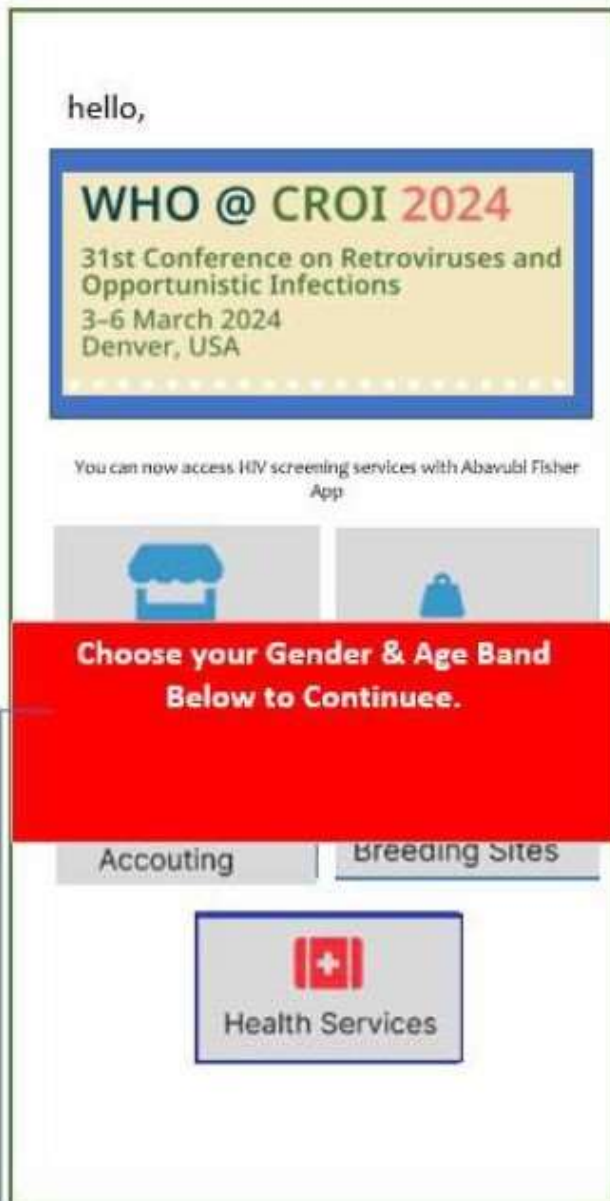 hello,
WHO @ CROI 2024
31st Conference on Retroviruses and
Opportunistic Infections
3–6 March 2024
Denver, USA
You can now access HIV screening services with Abavubi Fisher
App
Choose your Gender & Age Band
Below to Continuee.
Accouting
Breeding Sites
Health Services